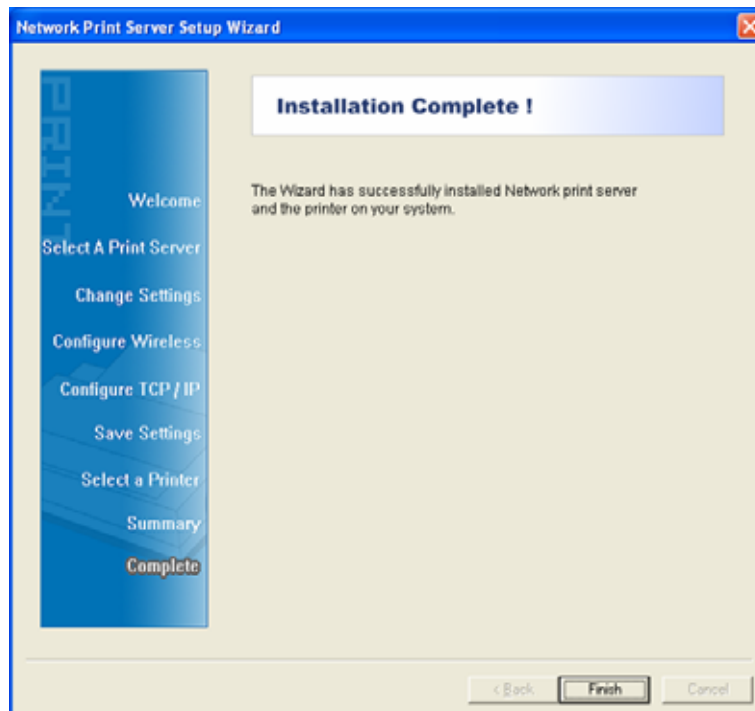 Network Print Server Setup Wizard
PRINT
Installation Complete !
The Wizard has successfully installed Network print server
and the printer on your system.
Welcome
Select A Print Server
Change Settings
Configure Wireless
Configure TCP / IP
Save Settings
Select a Printer
Summary
Complete
< Back
Finish
Cancel